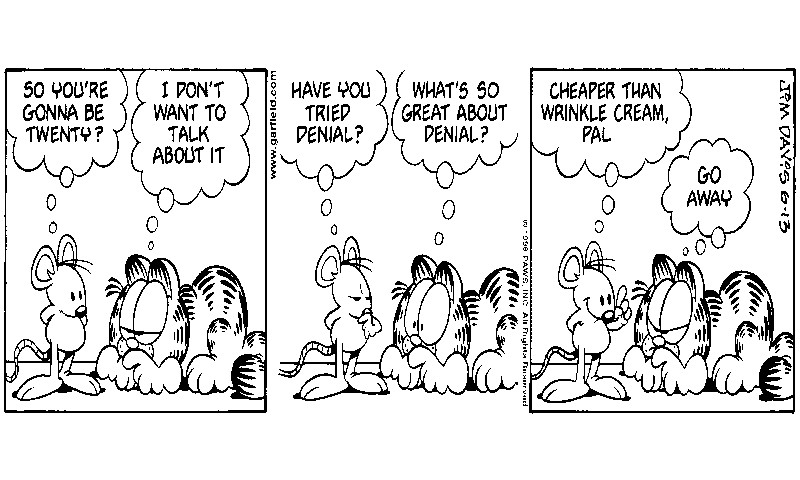 SO YOU'RE
GONNA BE
TWENTY?
I DON'T
WANT TO
TALK
ABOUT IT
www.garfield.com
HAVE YOU
TRIED
DENIAL?
WHAT'S SO
GREAT ABOUT
DENIAL?
PAWS, INC. All Rights Reserved
CHEAPER THAN
WRINKLE CREAM,
PAL
GO
AWAY
JIM DAVIS 6-13